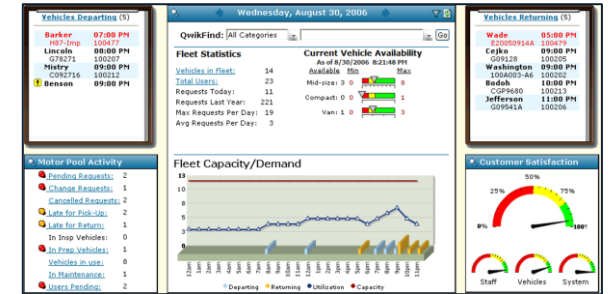 Vehicles Departing (5)
Barker 07:00 PM
H87-Imp 100477
Lincoln 08:00 PM
G78271 100207
Mistry 09:00 PM
C092716 100212
Benson 09:00 PM
Motor Pool Activity
Pending Requests: 2
Change Requests: 1
Cancelled Requests: 2
Late for Pick-Up: 2
Late for Return: 1
In Insp Vehicles: 0
In Prep Vehicles: 1
Vehicles in use: 8
In Maintenance: 1
Users Pending: 2
Wednesday, August 30, 2006
QwikFind: All Categories Go
Fleet Statistics
Vehicles in Fleet: 14
Total Users: 23
Requests Today: 11
Requests Last Year: 221
Max Requests Per Day: 19
Avg Requests Per Day: 3
Current Vehicle Availability
As of 8/30/2006 8:21:48 PM
Available Min Max
Mid-size: 3 0 8
Compact: 0 0 1
Van: 1 0 3
Fleet Capacity/Demand
13
10
8
5
3
0
12am 1am 2am 3am 4am 5am 6am 7am 8am 9am 10am 11am 12pm 1pm 2pm 3pm 4pm 5pm 6pm 7pm 8pm 9pm 10pm 11pm
Departing Returning Utilization Capacity
Vehicles Returning (5)
Wade 05:00 PM
E20050914A 100479
Cejko 09:00 PM
G09128 100205
Washington 09:00 PM
100A003-A6 100202
Bodoh 10:00 PM
CGP9680 100213
Jefferson 11:00 PM
G09541A 100206
Customer Satisfaction
50%
25% 75%
0% 100%
Staff Vehicles System